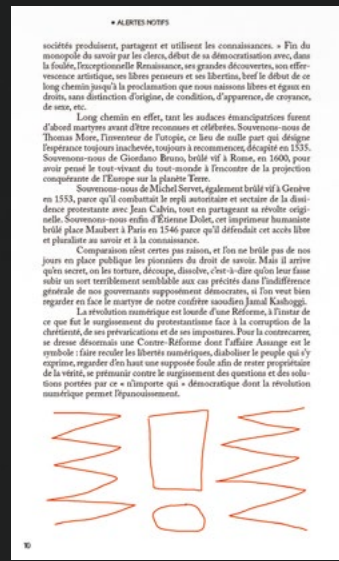 • ALERTES NOTIFS
sociétés produisent, partagent et utilisent les connaissances. » Fin du
monopole du savoir par les clercs, début de sa démocratisation avec, dans
la foulée, l'exceptionnelle Renaissance, ses grandes découvertes, son effer-
vescence artistique, ses libres penseurs et ses libertins, bref le début de ce
long chemin jusqu'à la proclamation que nous naissons libres et égaux en
droits, sans distinction d'origine, de condition, d'apparence, de croyance,
de sexe, etc.
Long chemin en effet, tant les audaces émancipatrices furent
d'abord martyres avant d'être reconnues et célébrées. Souvenons-nous de
Thomas More, l'inventeur de l'utopie, ce lieu de nulle part qui désigne
l'espérance toujours inachevée, toujours à recommencer, décapité en 1535.
Souvenons-nous de Giordano Bruno, brûlé vif à Rome, en 1600, pour
avoir pensé le tout-vivant du tout-monde à l'encontre de la projection
conquérante de l'Europe sur la planète Terre.
Souvenons-nous de Michel Servet, également brûlé vif à Genève
en 1553, parce qu'il combattait le repli autoritaire et sectaire de la dissi-
dence protestante avec Jean Calvin, tout en partageant sa révolte origi-
nelle. Souvenons-nous enfin d'Étienne Dolet, cet imprimeur humaniste
brûlé place Maubert à Paris en 1546 parce qu'il défendait cet accès libre
et pluraliste au savoir et à la connaissance.
Comparaison n'est certes pas raison, et l'on ne brûle pas de nos
jours en place publique les pionniers du droit de savoir. Mais il arrive
qu'en secret, on les torture, découpe, dissolve, c'est-à-dire qu'on leur fasse
subir un sort terriblement semblable aux cas précités dans l'indifférence
générale de nos gouvernants supposément démocrates, si l'on veut bien
regarder en face le martyre de notre confrère saoudien Jamal Kashoggi.
La révolution numérique est lourde d'une Réforme, à l'instar de
ce que fut le surgissement du protestantisme face à la corruption de la
chrétienté, de ses prévarications et de ses impostures. Pour la contrecarrer,
se dresse désormais une Contre-Réforme dont l'affaire Assange est le
symbole : faire reculer les libertés numériques, diaboliser le peuple qui s'y
exprime, regarder d'en haut une supposée foule afin de rester propriétaire
de la vérité, se prémunir contre le surgissement des questions et des solu-
tions portées par ce « n'importe qui » démocratique dont la révolution
numérique permet l'épanouissement.
10